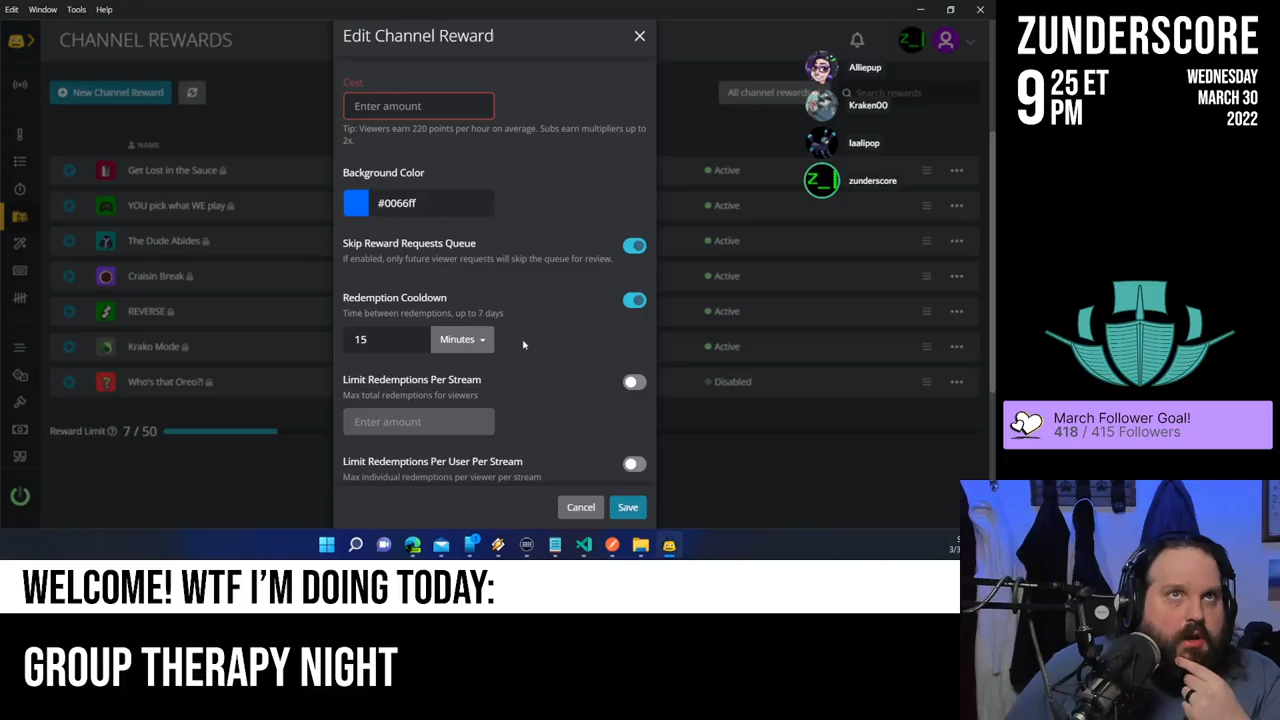 Edit Window Tools Help
CHANNEL REWARDS
New Channel Reward
All channel rewards
Search rewards
NAME
Get Lost in the Sauce
YOU pick what WE play
The Dude Abides
Craisin Break
REVERSE
Krako Mode
Who's that Oreo?!
Reward Limit 7 / 50
Active
Active
Active
Active
Active
Active
Disabled
Edit Channel Reward
Cost
Enter amount
Tip: Viewers earn 220 points per hour on average. Subs earn multipliers up to
2x.
Background Color
#0066ff
Skip Reward Requests Queue
If enabled, only future viewer requests will skip the queue for review.
Redemption Cooldown
Time between redemptions, up to 7 days
15 Minutes
Limit Redemptions Per Stream
Max total redemptions for viewers
Enter amount
Limit Redemptions Per User Per Stream
Max individual redemptions per viewer per stream
Cancel Save
Alliepup
Kraken00
laalipop
z_
zunderscore
ZUNDERSCORE
9 25 ET
PM
WEDNESDAY
MARCH 30
2022
March Follower Goal!
418 / 415 Followers
WELCOME! WTF I'M DOING TODAY:
GROUP THERAPY NIGHT